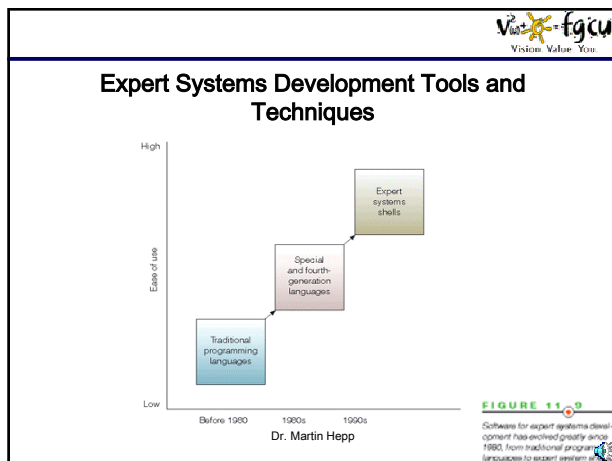 fgcu
Vision. Value. You.
Expert Systems Development Tools and
Techniques
High
Expert
systems
shells
Special
and fourth-
generation
languages
Ease of use
Traditional
programming
languages
Low
Before 1980 1980s 1990s
Dr. Martin Hepp
FIGURE 11.9
Software for expert systems devel-
opment has evolved greatly since
1980, from traditional
languages to expert system